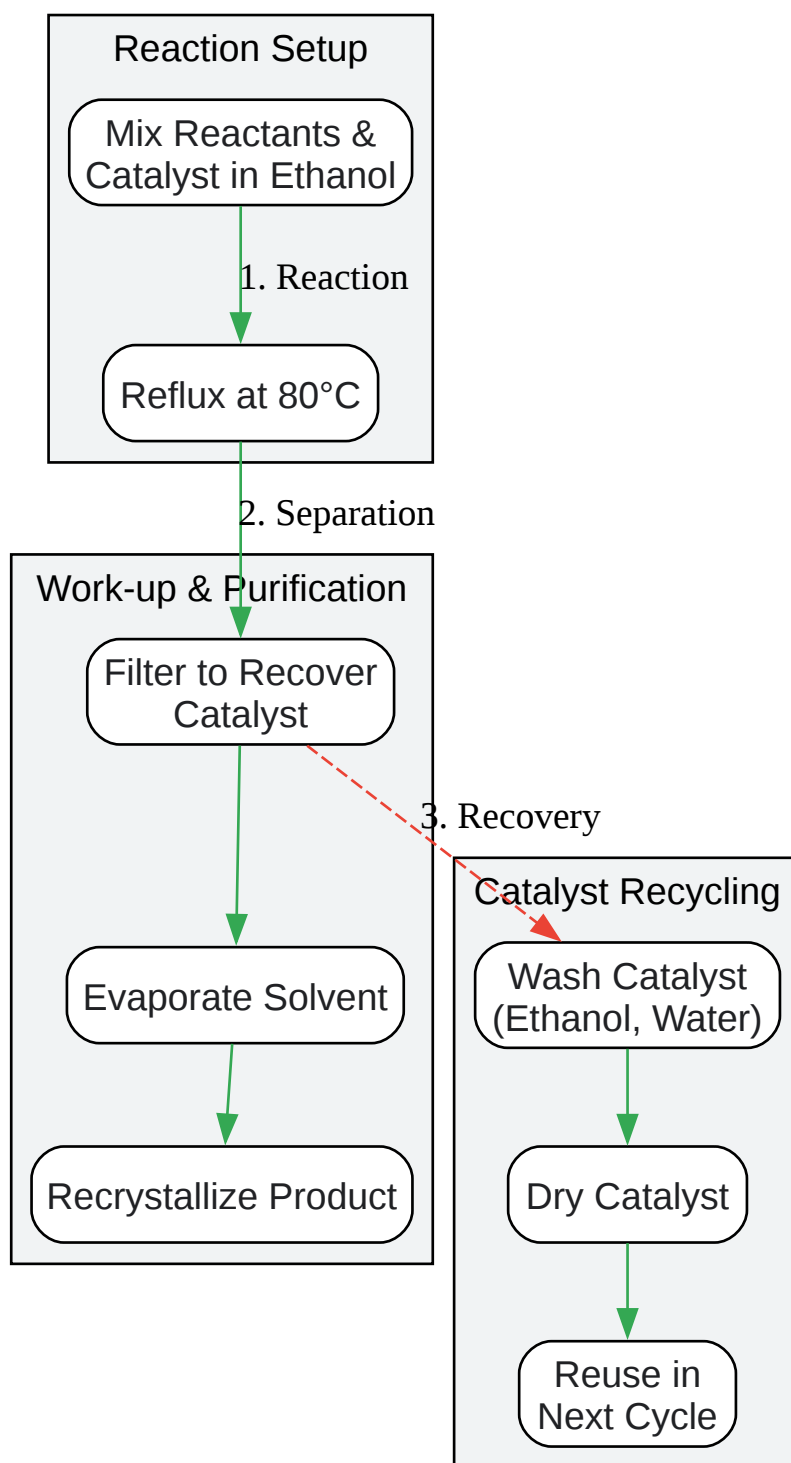 Reaction Setup
Mix Reactants &
Catalyst in Ethanol
1. Reaction
Reflux at 80°C
2. Separation
Work-up & Purification
Filter to Recover
Catalyst
3. Recovery
Catalyst Recycling
Evaporate Solvent
Wash Catalyst
(Ethanol, Water)
Recrystallize Product
Dry Catalyst
Reuse in
Next Cycle